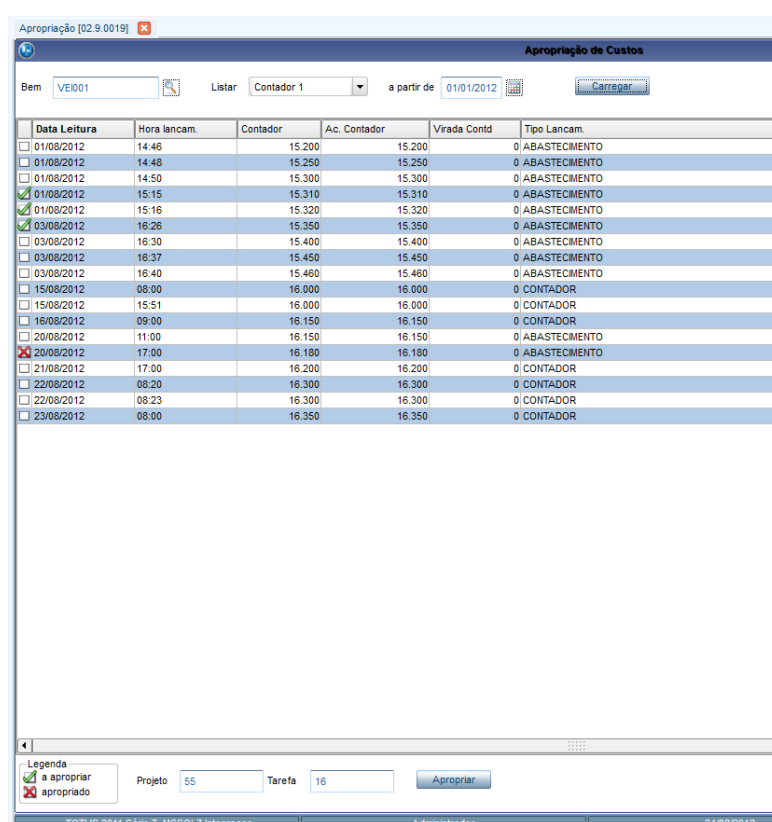 Apropriação [02.9.0019]
Apropriação de Custos
Bem VEI001 Listar Contador 1 a partir de 01/01/2012 Carregar
Data Leitura Hora lancam. Contador Ac. Contador Virada Contd Tipo Lancam.
01/08/2012 14:46 15.200 15.200 0 ABASTECIMENTO
01/08/2012 14:48 15.250 15.250 0 ABASTECIMENTO
01/08/2012 14:50 15.300 15.300 0 ABASTECIMENTO
01/08/2012 15:15 15.310 15.310 0 ABASTECIMENTO
01/08/2012 15:16 15.320 15.320 0 ABASTECIMENTO
03/08/2012 16:26 15.350 15.350 0 ABASTECIMENTO
03/08/2012 16:30 15.400 15.400 0 ABASTECIMENTO
03/08/2012 16:37 15.450 15.450 0 ABASTECIMENTO
03/08/2012 16:40 15.460 15.460 0 ABASTECIMENTO
15/08/2012 08:00 16.000 16.000 0 CONTADOR
15/08/2012 15:51 16.000 16.000 0 CONTADOR
16/08/2012 09:00 16.150 16.150 0 CONTADOR
20/08/2012 11:00 16.150 16.150 0 ABASTECIMENTO
20/08/2012 17:00 16.180 16.180 0 ABASTECIMENTO
21/08/2012 17:00 16.200 16.200 0 CONTADOR
22/08/2012 08:20 16.300 16.300 0 CONTADOR
22/08/2012 08:23 16.300 16.300 0 CONTADOR
23/08/2012 08:00 16.350 16.350 0 CONTADOR
Legenda
a apropriar
apropriado
Projeto 55 Tarefa 16 Apropriar